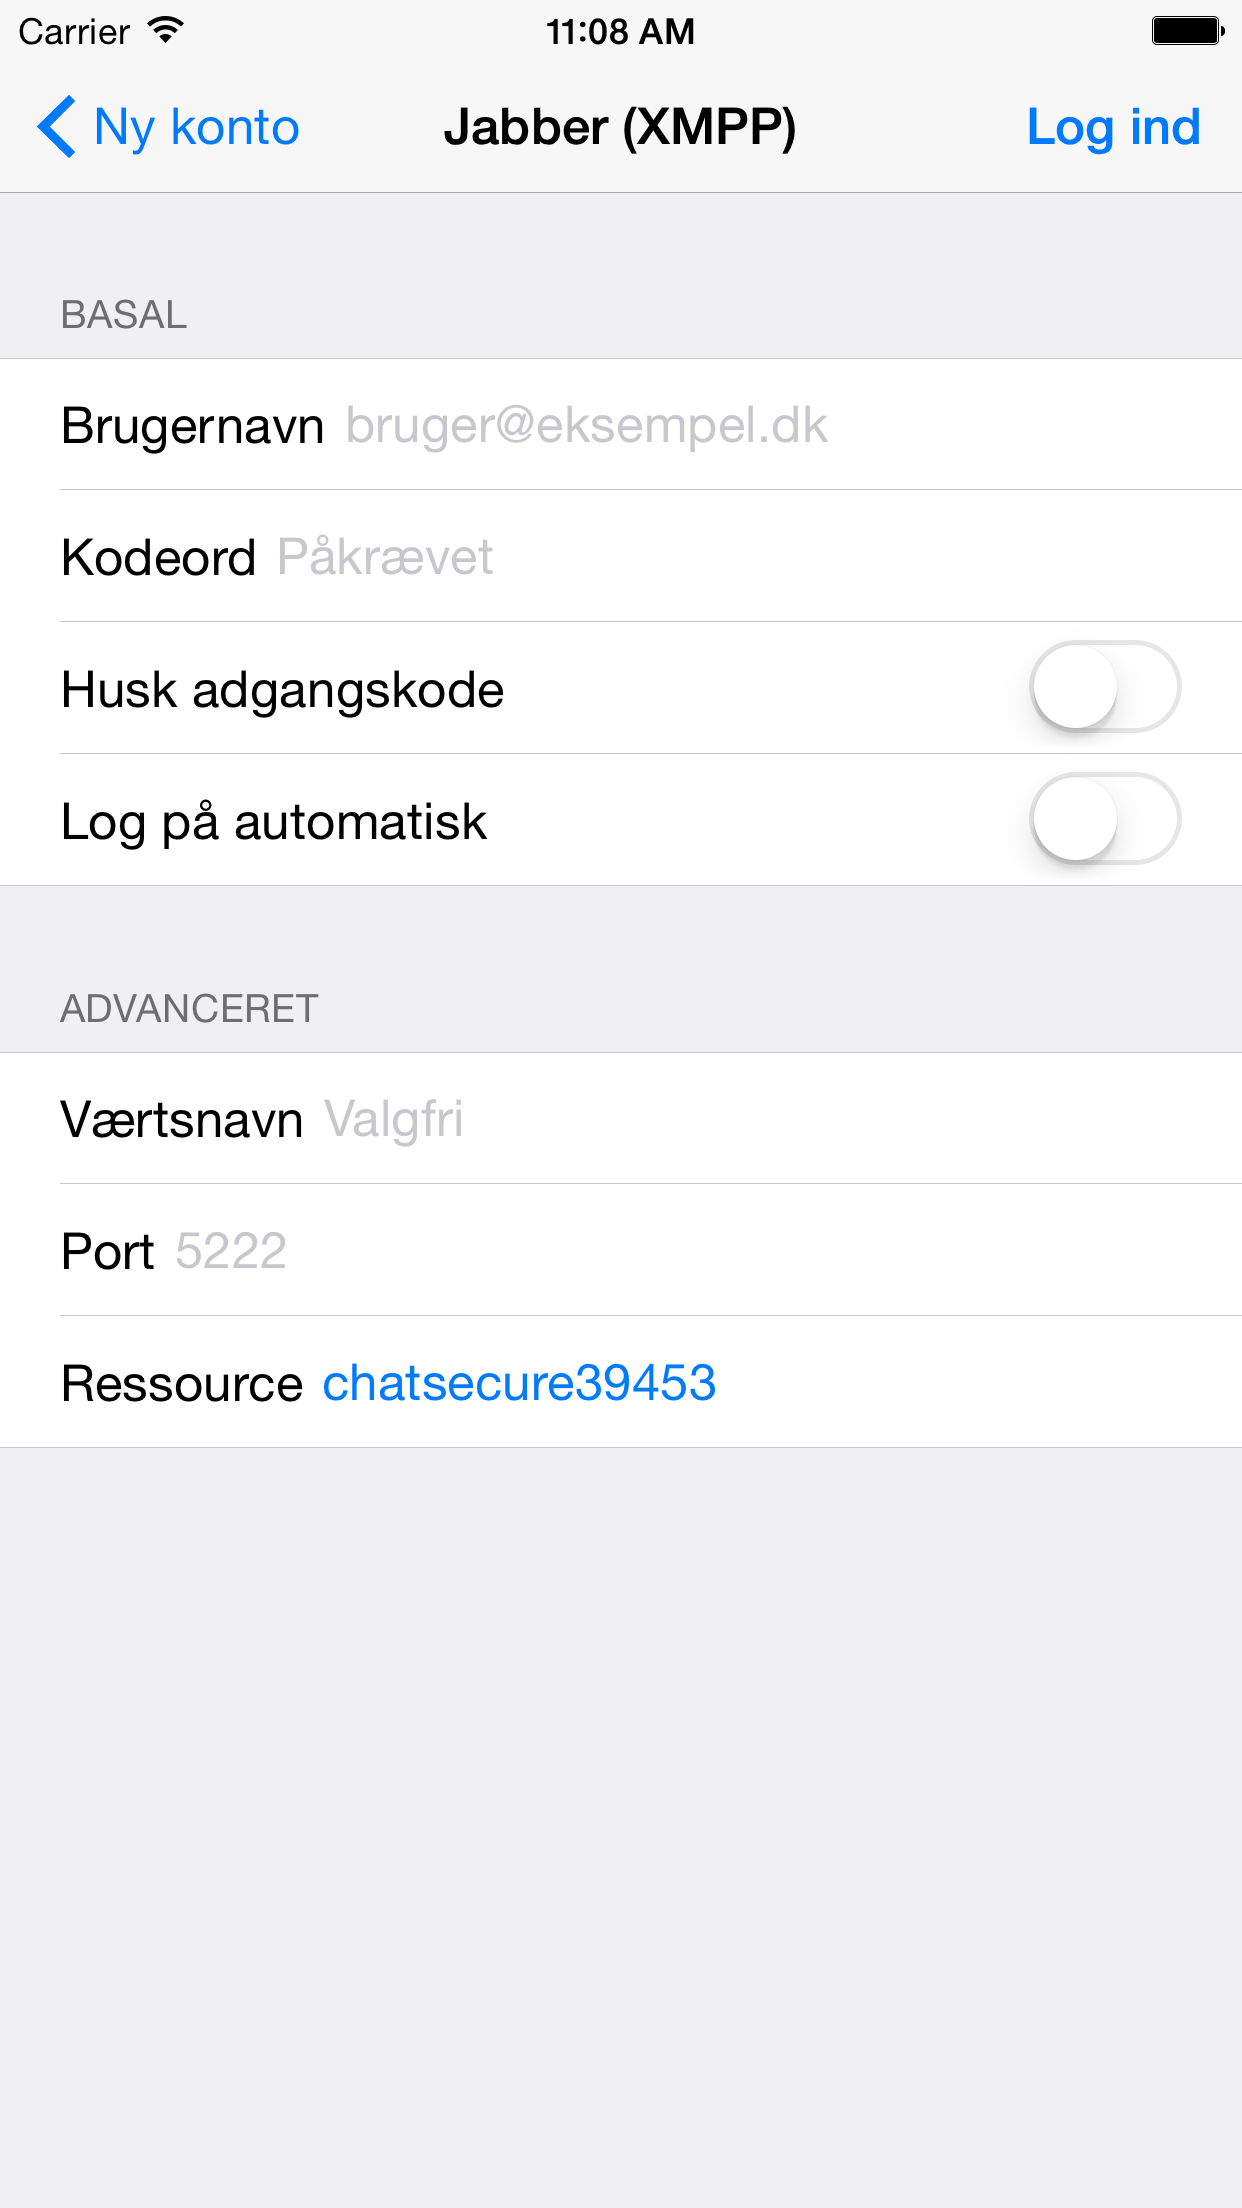 Carrier 11:08 AM
Ny konto Jabber (XMPP) Log ind
BASAL
Brugernavn bruger@eksempel.dk
Kodeord Påkrævet
Husk adgangskode
Log på automatisk
ADVANCERET
Værtsnavn Valgfri
Port 5222
Ressource chatsecure39453